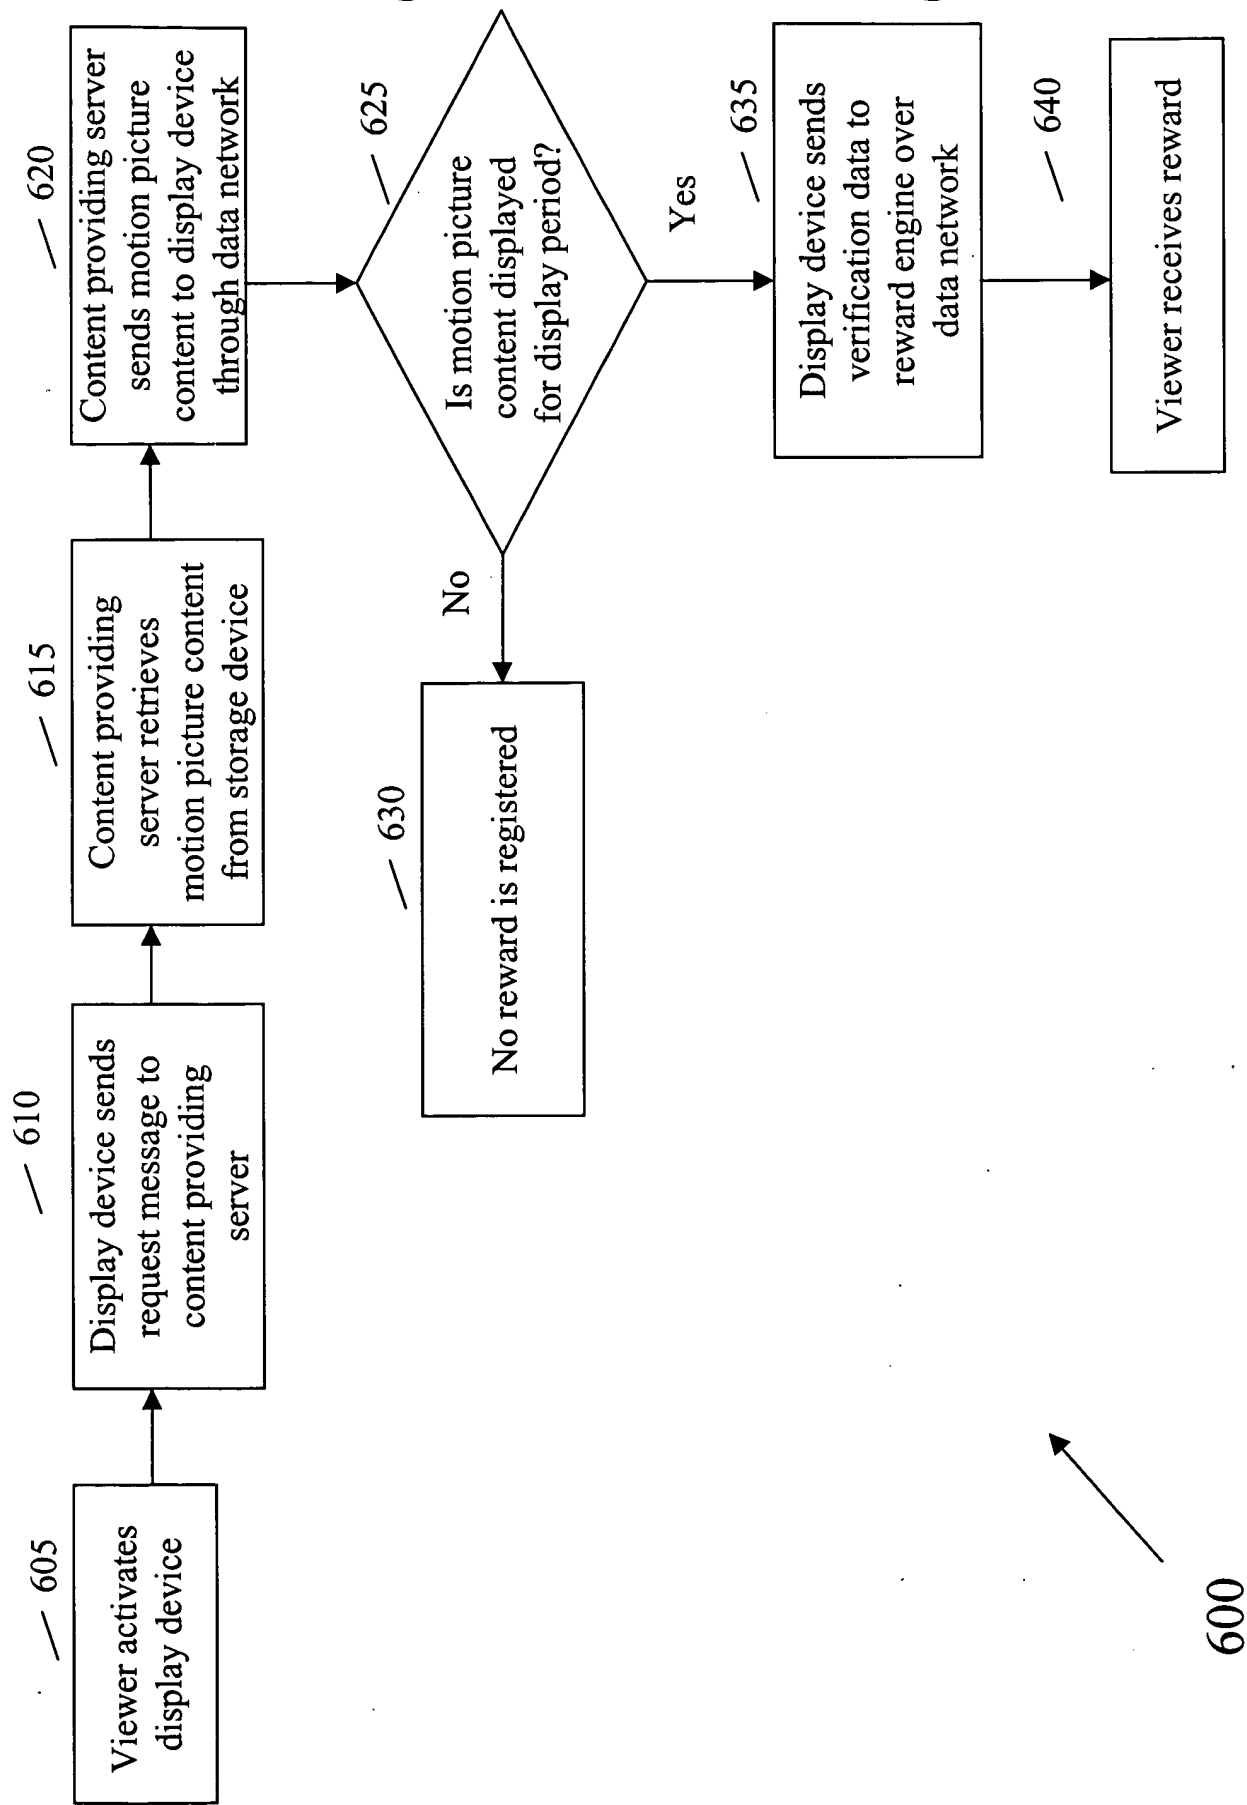 605
Viewer activates
display device
610
Display device sends
request message to
content providing
server
615
Content providing
server retrieves
motion picture content
from storage device
620
Content providing server
sends motion picture
content to display device
through data network
625
Is motion picture
content displayed
for display period?
No
630
No reward is registered
Yes
635
Display device sends
verification data to
reward engine over
data network
640
Viewer receives reward
600